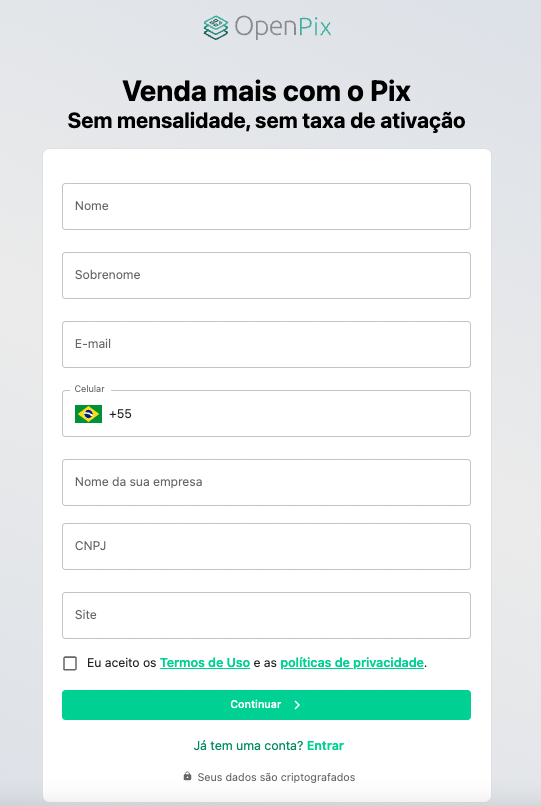 OpenPix
Venda mais com o Pix
Sem mensalidade, sem taxa de ativação
Nome
Sobrenome
E-mail
Celular
+55
Nome da sua empresa
CNPJ
Site
Eu aceito os Termos de Uso e as políticas de privacidade.
Continuar
Já tem uma conta? Entrar
Seus dados são criptografados